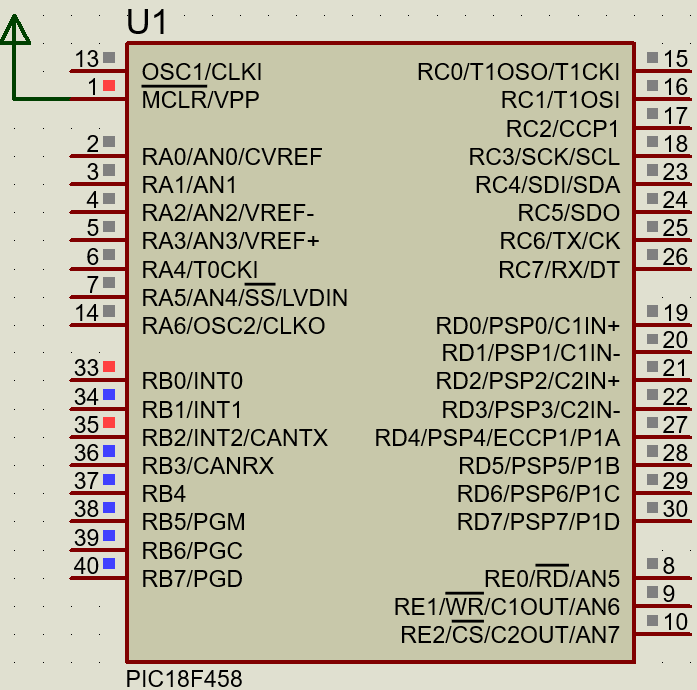 U1
13 OSC1/CLKI RC0/T1OSO/T1CKI 15
1 MCLR/VPP RC1/T1OSI 16
RC2/CCP1 17
2 RA0/AN0/CVREF RC3/SCK/SCL 18
3 RA1/AN1 RC4/SDI/SDA 23
4 RA2/AN2/VREF- RC5/SDO 24
5 RA3/AN3/VREF+ RC6/TX/CK 25
6 RA4/T0CKI RC7/RX/DT 26
7 RA5/AN4/SS/LVDIN
14 RA6/OSC2/CLKO RD0/PSP0/C1IN+ 19
RD1/PSP1/C1IN- 20
33 RB0/INT0 RD2/PSP2/C2IN+ 21
34 RB1/INT1 RD3/PSP3/C2IN- 22
35 RB2/INT2/CANTX RD4/PSP4/ECCP1/P1A 27
36 RB3/CANRX RD5/PSP5/P1B 28
37 RB4 RD6/PSP6/P1C 29
38 RB5/PGM RD7/PSP7/P1D 30
39 RB6/PGC
40 RB7/PGD RE0/RD/AN5 8
RE1/WR/C1OUT/AN6 9
RE2/CS/C2OUT/AN7 10
PIC18F458